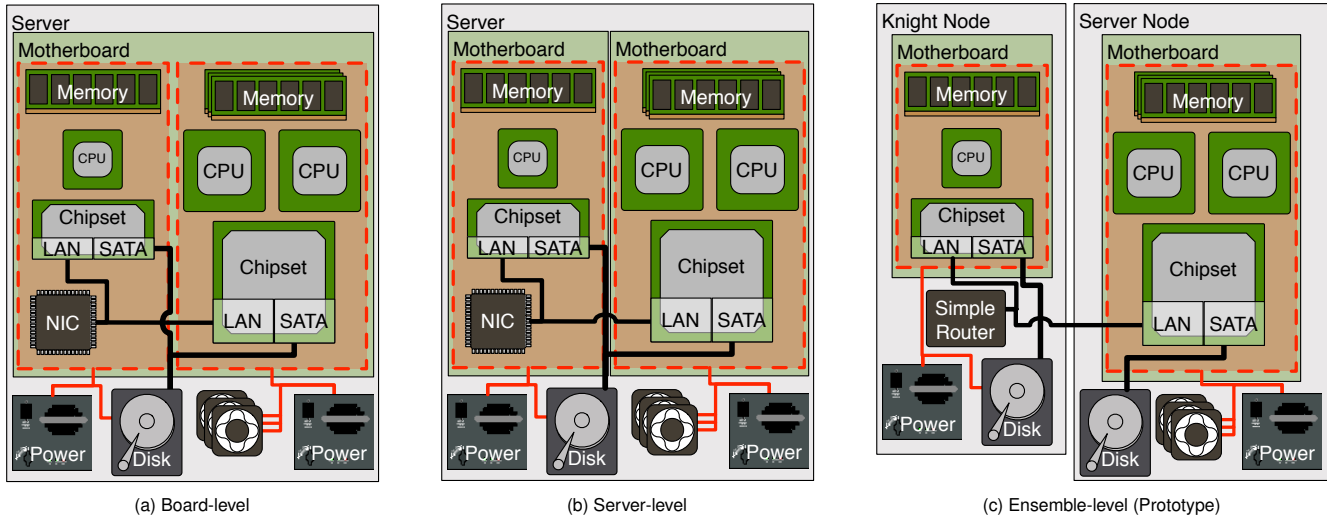 Server
Motherboard
Memory
Memory
CPU
CPU
CPU
Chipset
LAN SATA
Chipset
NIC
LAN SATA
Power
Disk
Power
(a) Board-level
Server
Motherboard
Motherboard
Memory
Memory
CPU
CPU
CPU
Chipset
LAN SATA
Chipset
NIC
LAN SATA
Power
Disk
Power
(b) Server-level
Knight Node
Server Node
Motherboard
Motherboard
Memory
Memory
CPU
CPU
CPU
Chipset
LAN SATA
Chipset
Simple
Router
LAN SATA
Power
Disk
Disk
Power
(c) Ensemble-level (Prototype)